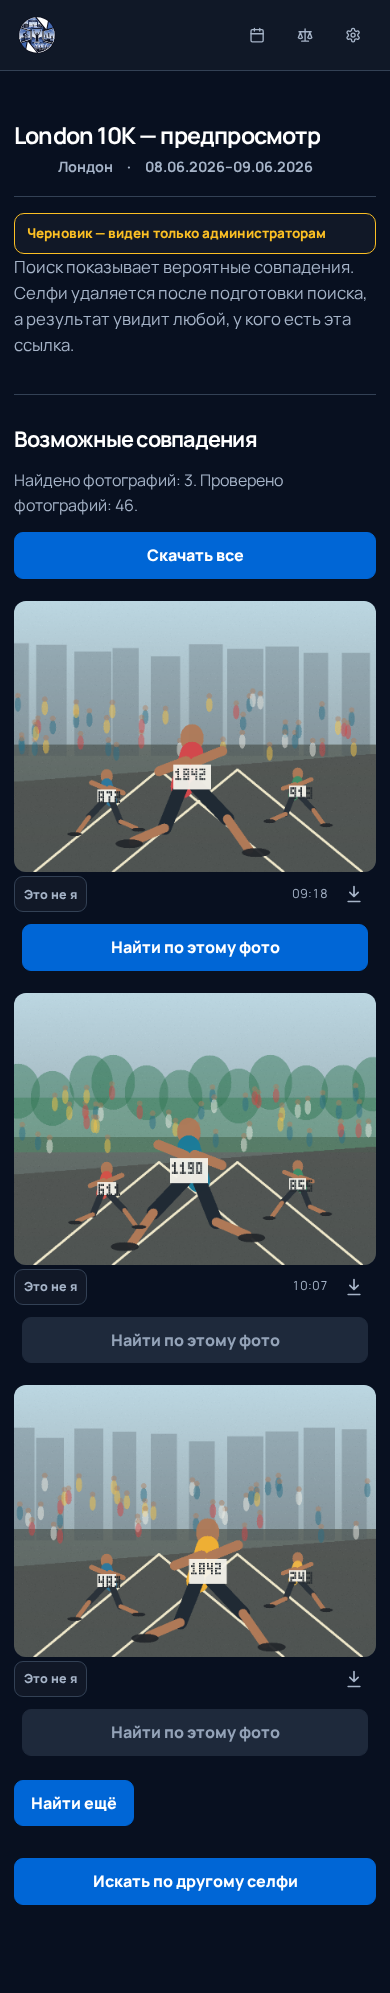 London 10K — предпросмотр
Лондон · 08.06.2026–09.06.2026
Черновик — виден только администраторам
Поиск показывает вероятные совпадения.
Селфи удаляется после подготовки поиска,
а результат увидит любой, у кого есть эта
ссылка.
Возможные совпадения
Найдено фотографий: 3. Проверено
фотографий: 46.
Скачать все
1842
Это не я
09:18
Найти по этому фото
1190
Это не я
10:07
Найти по этому фото
1842
Это не я
Найти по этому фото
Найти ещё
Искать по другому селфи